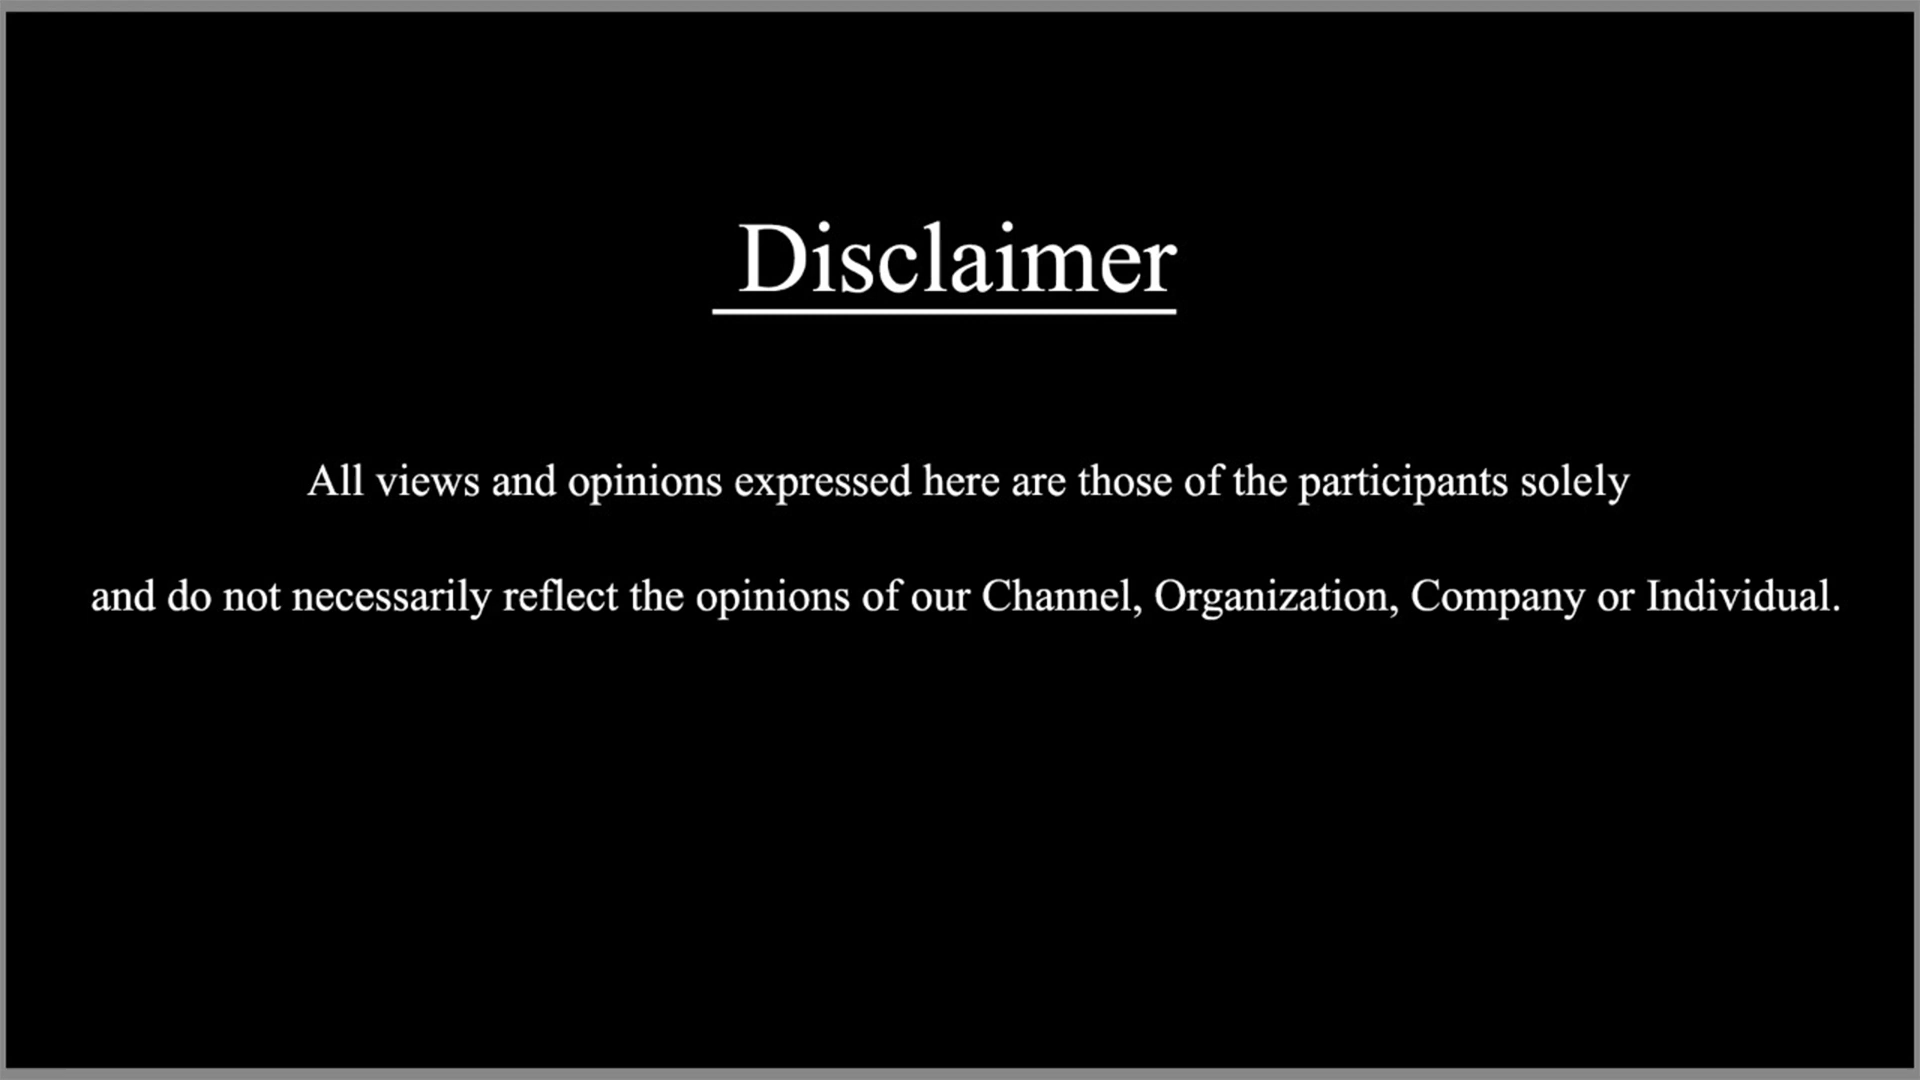 Disclaimer
All views and opinions expressed here are those of the participants solely
and do not necessarily reflect the opinions of our Channel, Organization, Company or Individual.